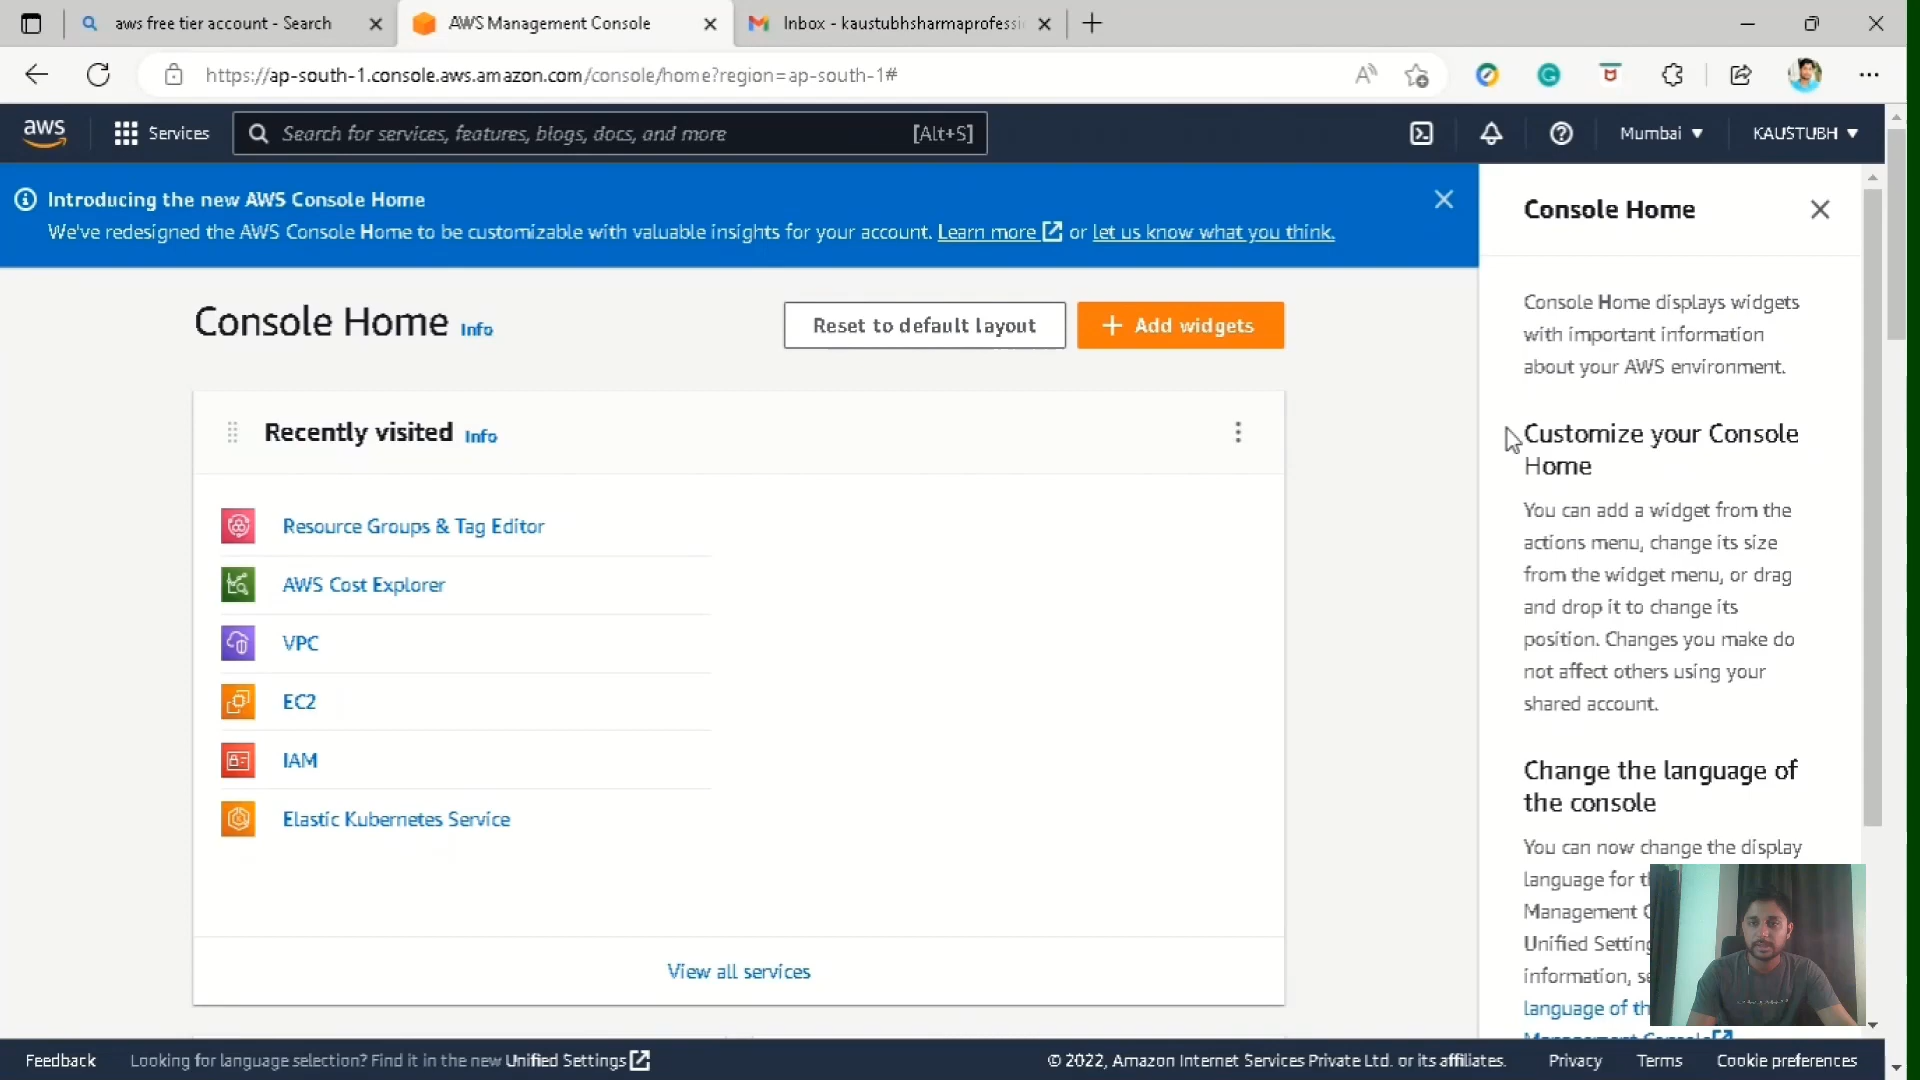 aws free tier account - Search
AWS Management Console
Inbox - kaustubhsharmaprofessi
https://ap-south-1.console.aws.amazon.com/console/home?region=ap-south-1#
aws
Services
Search for services, features, blogs, docs, and more
[Alt+S]
Mumbai
KAUSTUBH
Introducing the new AWS Console Home
We've redesigned the AWS Console Home to be customizable with valuable insights for your account. Learn more or let us know what you think.
Console Home Info
Reset to default layout
+ Add widgets
Recently visited Info
Resource Groups & Tag Editor
AWS Cost Explorer
VPC
EC2
IAM
Elastic Kubernetes Service
View all services
Console Home
Console Home displays widgets
with important information
about your AWS environment.
Customize your Console
Home
You can add a widget from the
actions menu, change its size
from the widget menu, or drag
and drop it to change its
position. Changes you make do
not affect others using your
shared account.
Change the language of
the console
You can now change the display
language for
Management
Unified
information,
language of
Management Console
Feedback
Looking for language selection? Find it in the new Unified Settings
© 2022, Amazon Internet Services Private Ltd. or its affiliates.
Privacy
Terms
Cookie preferences